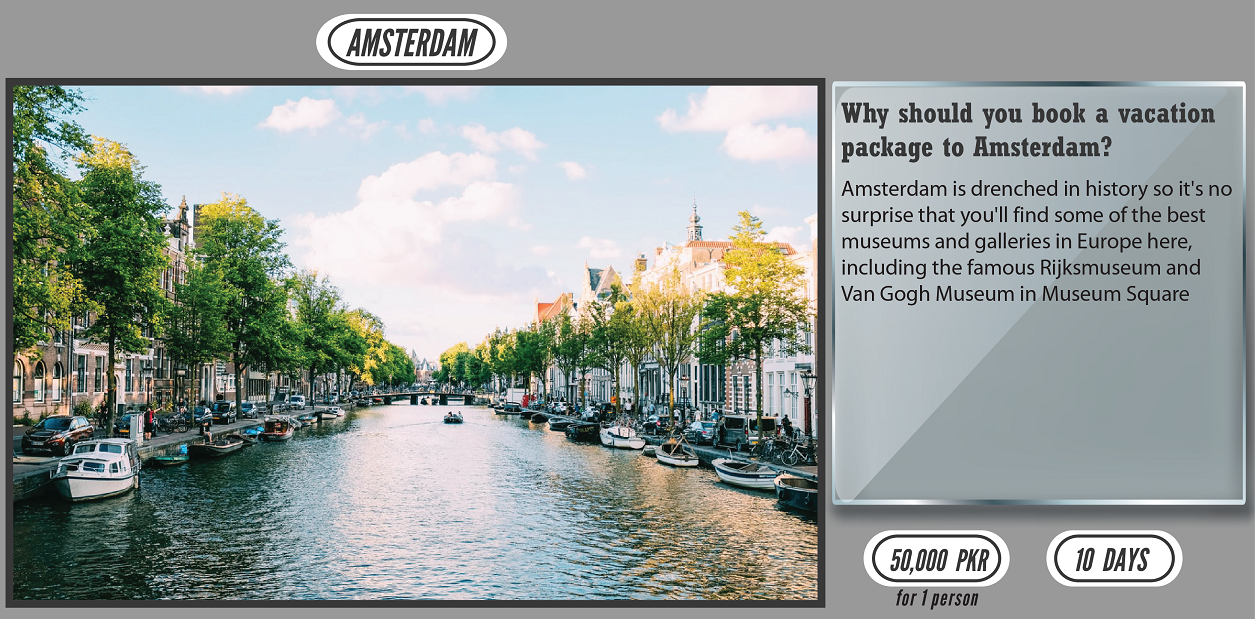 AMSTERDAM
Why should you book a vacation
package to Amsterdam?
Amsterdam is drenched in history so it's no
surprise that you'll find some of the best
museums and galleries in Europe here,
including the famous Rijksmuseum and
Van Gogh Museum in Museum Square
50,000 PKR
for 1 person
10 DAYS